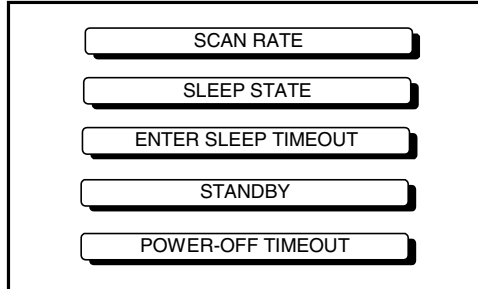 SCAN RATE
SLEEP STATE
ENTER SLEEP TIMEOUT
STANDBY
POWER-OFF TIMEOUT